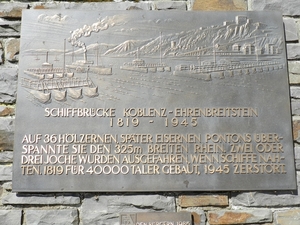 SCHIFFBRÜCKE KOBLENZ-EHRENBREITSTEIN
1819-1945
AUF 36 HÖLZERNEN SPÄTER EISERNEN PONTONS ÜBER-
SPANNTE SIE DEN 325m BREITEN RHEIN. ZWEI ODER
DREI JOCHE WURDEN AUSGEFAHREN, WENN SCHIFFE NAH-
TEN. 1819 FÜR 40000 TALER GEBAUT, 1945 ZERSTÖRT.